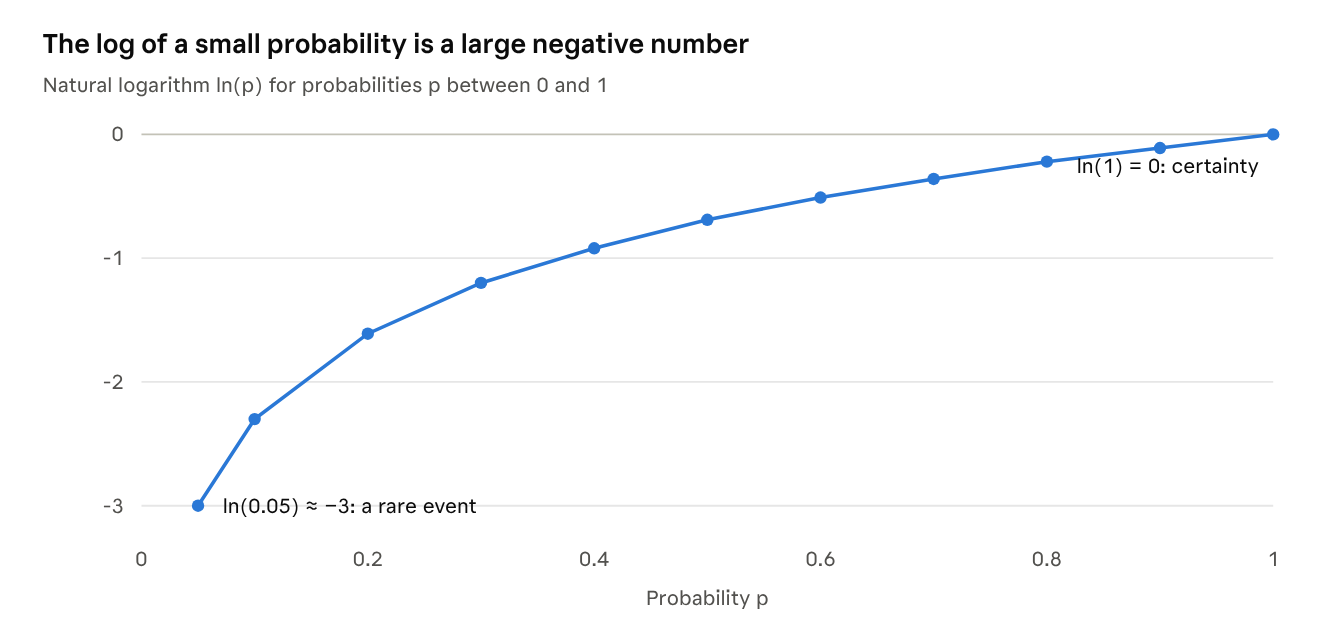 The log of a small probability is a large negative number
Natural logarithm ln(p) for probabilities p between 0 and 1
0
ln(1) = 0: certainty
-1
-2
-3
ln(0.05) ≈ −3: a rare event
0 0.2 0.4 0.6 0.8 1
Probability p